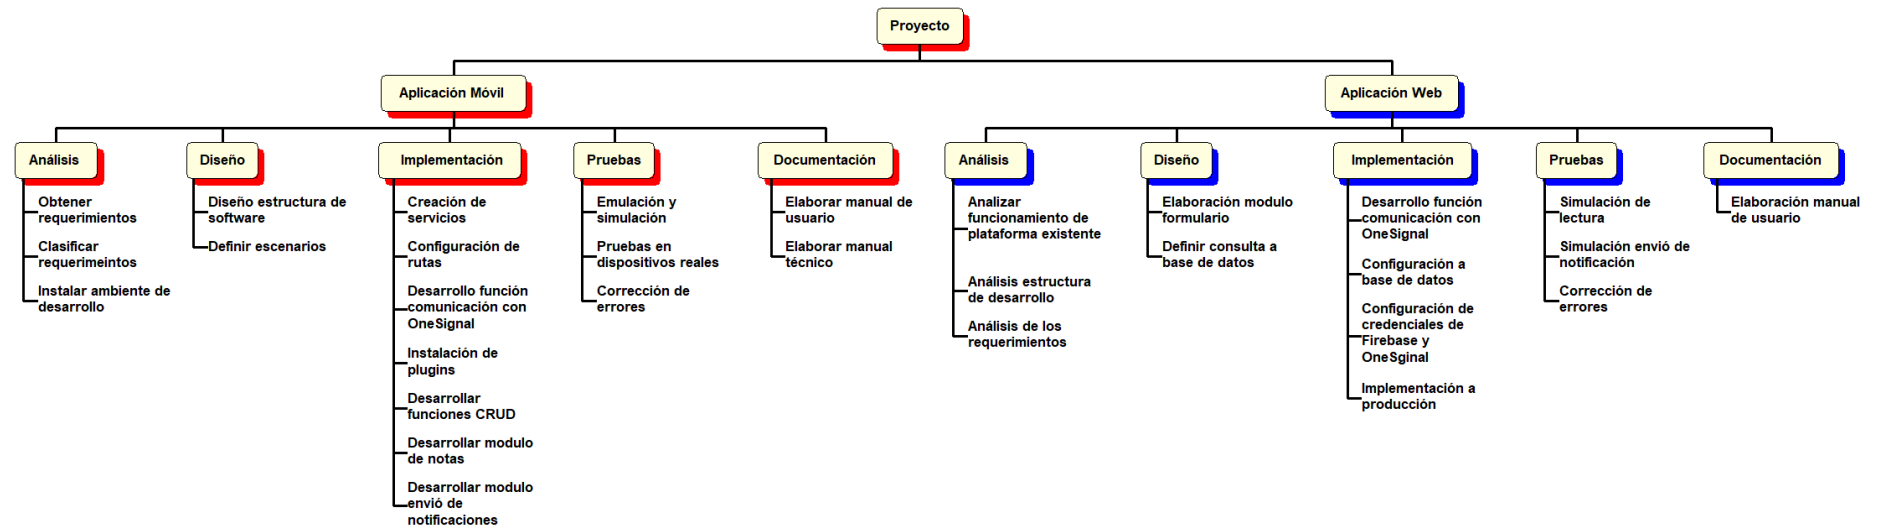 Proyecto
Aplicación Móvil
Aplicación Web
Análisis
Diseño
Implementación
Pruebas
Documentación
Análisis
Diseño
Implementación
Pruebas
Documentación
Obtener
requerimientos
Clasificar
requerimeintos
Instalar ambiente de
desarrollo
Diseño estructura de
software
Definir escenarios
Creación de
servicios
Configuración de
rutas
Desarrollo función
comunicación con
OneSignal
Instalación de
plugins
Desarrollar
funciones CRUD
Desarrollar modulo
de notas
Desarrollar modulo
envió de
notificaciones
Emulación y
simulación
Pruebas en
dispositivos reales
Corrección de
errores
Elaborar manual de
usuario
Elaborar manual
técnico
Analizar
funcionamiento de
plataforma existente
Análisis estructura
de desarrollo
Análisis de los
requerimientos
Elaboración modulo
formulario
Definir consulta a
base de datos
Desarrollo función
comunicación con
OneSignal
Configuración a
base de datos
Configuración de
credenciales de
Firebase y
OneSginal
Implementación a
producción
Simulación de
lectura
Simulación envió de
notificación
Corrección de
errores
Elaboración manual
de usuario